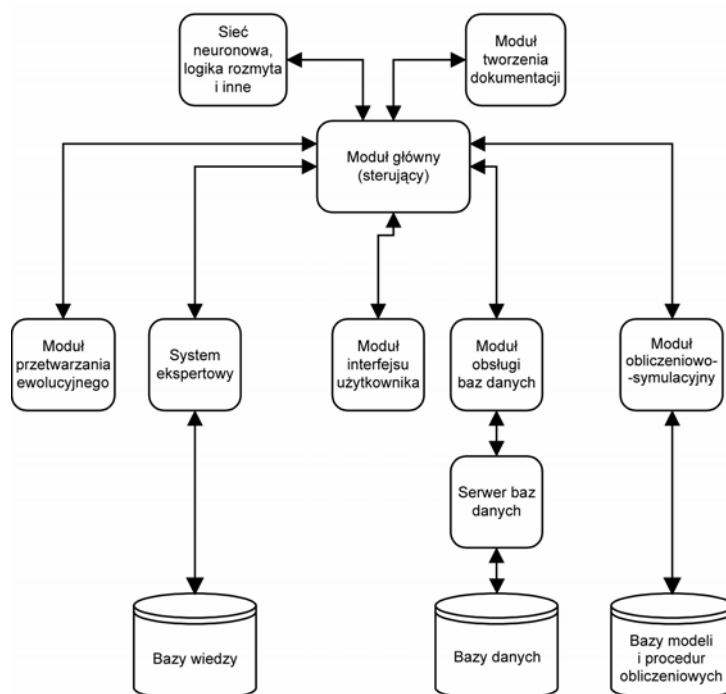 Sieć
neuronowa,
logika rozmyta
i inne
Moduł
tworzenia
dokumentacji
Moduł główny
(sterujący)
Moduł
przetwarzania
ewolucyjnego
System
ekspertowy
Moduł
interfejsu
użytkownika
Moduł
obsługi
baz danych
Moduł
obliczeniowo-
-symulacyjny
Serwer baz
danych
Bazy wiedzy
Bazy danych
Bazy modeli
i procedur
obliczeniowych